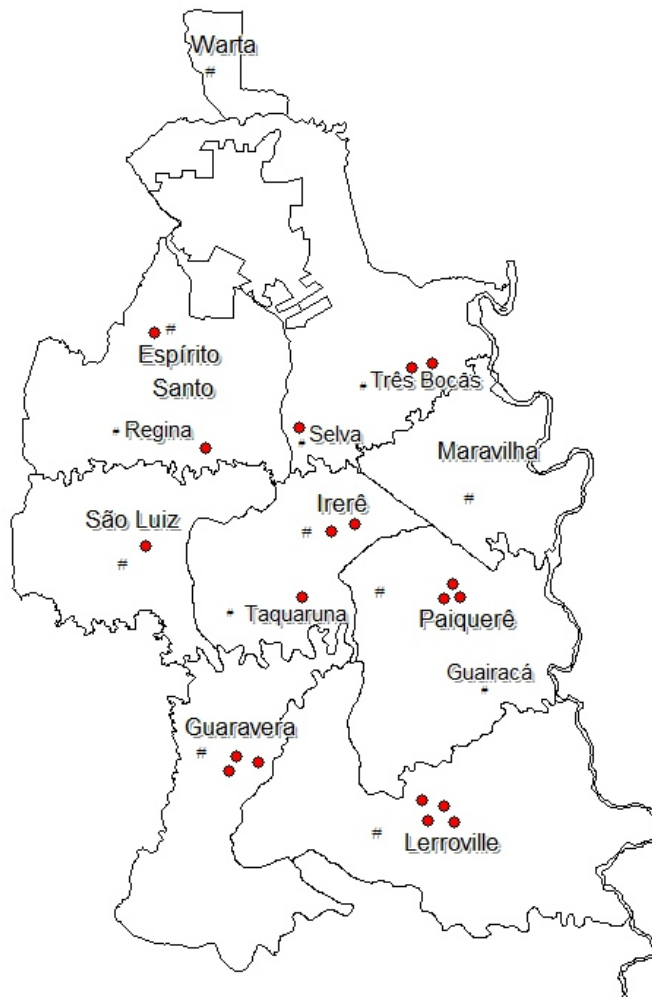 Warta
#
#
Espírito
Santo
Três Bocas
Regina
Selva
Maravilha
São Luiz
Irerê
#
#
#
Taquaruna
#
Paiquerê
Guairacá
Guaravera
#
#
Lerroville